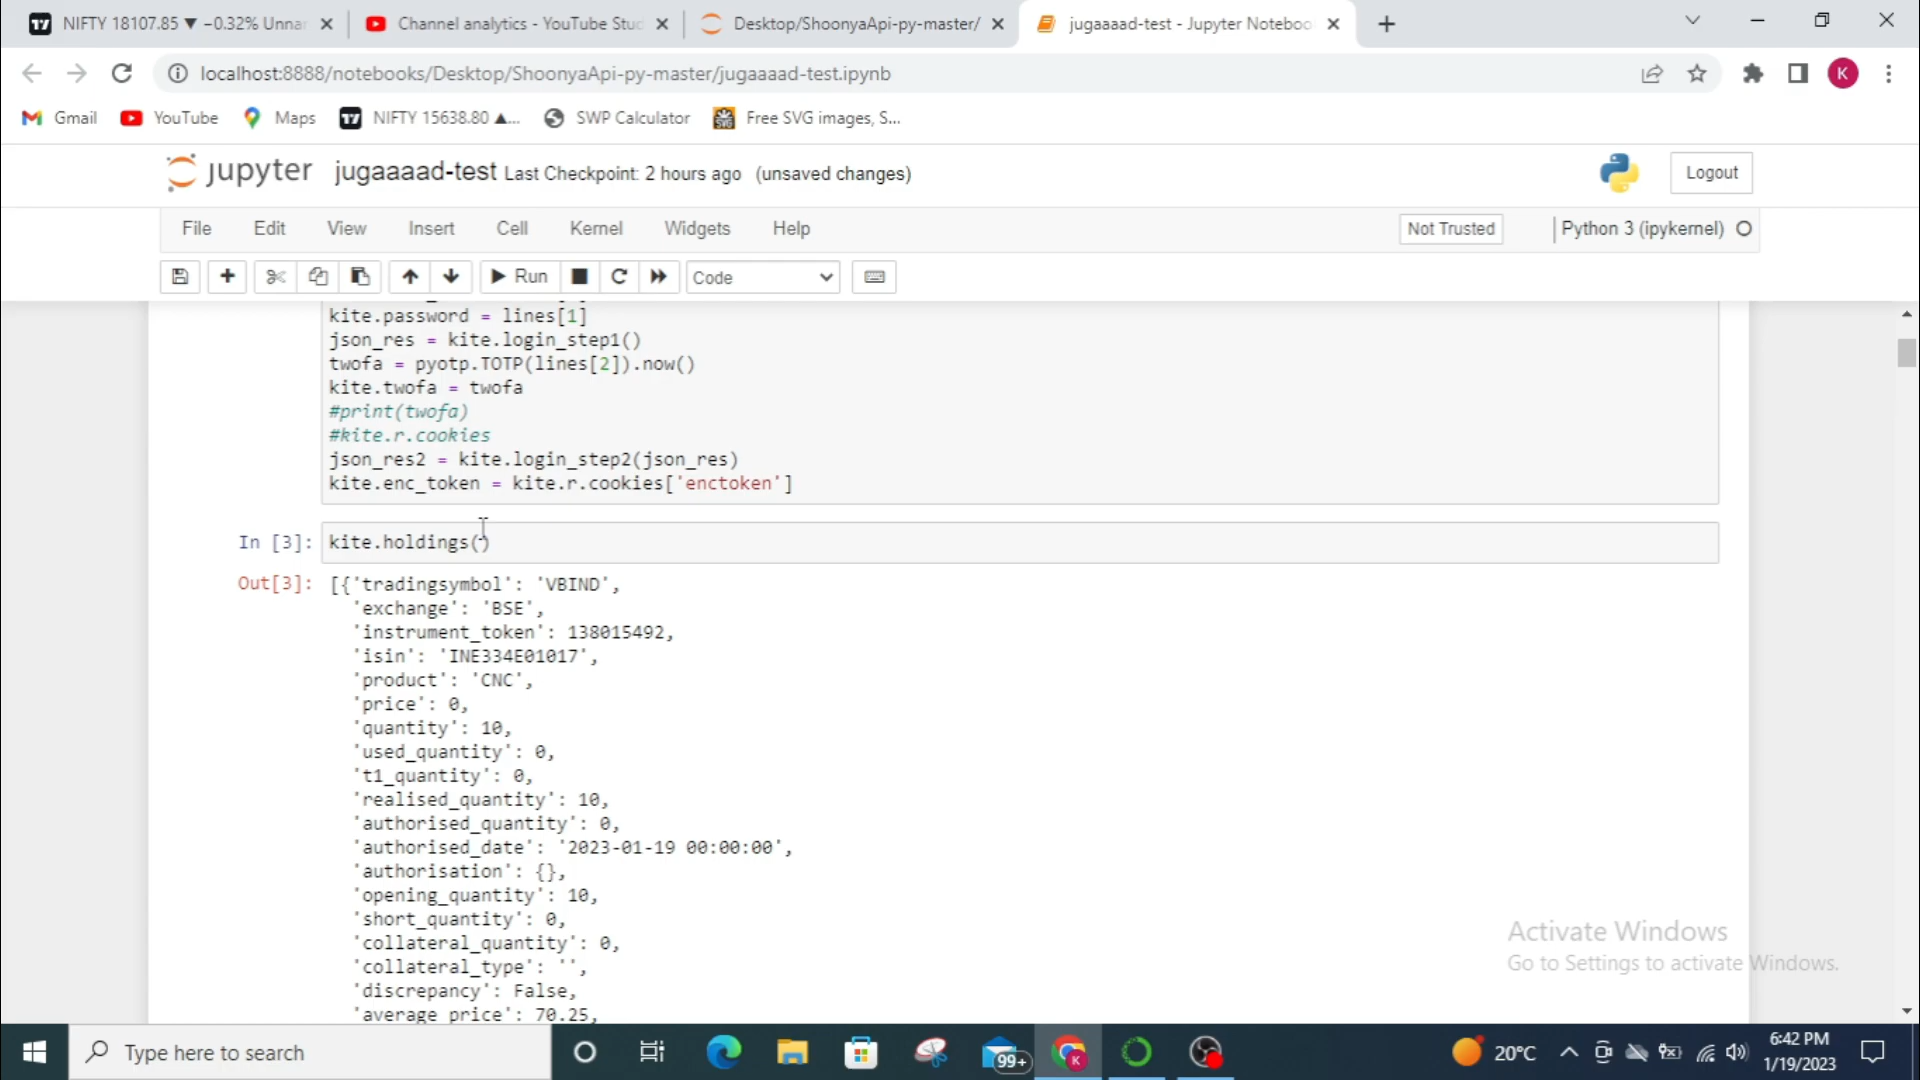 NIFTY 18107.85 ▼ −0.32% Unnar
Channel analytics - YouTube Stud
Desktop/ShoonyaApi-py-master/
jugaaaad-test - Jupyter Noteboo
localhost:8888/notebooks/Desktop/ShoonyaApi-py-master/jugaaaad-test.ipynb
K
Gmail
YouTube
Maps
NIFTY 15638.80 ▲...
SWP Calculator
Free SVG images, S...
jupyter jugaaaad-test Last Checkpoint: 2 hours ago (unsaved changes)
Logout
File Edit View Insert Cell Kernel Widgets Help
Not Trusted
Python 3 (ipykernel)
Run
Code
kite.password = lines[1]
json_res = kite.login_step1()
twofa = pyotp.TOTP(lines[2]).now()
kite.twofa = twofa
#print(twofa)
#kite.r.cookies
json_res2 = kite.login_step2(json_res)
kite.enc_token = kite.r.cookies['enctoken']
In [3]: kite.holdings()
Out[3]: [{'tradingsymbol': 'VBIND',
'exchange': 'BSE',
'instrument_token': 138015492,
'isin': 'INE334E01017',
'product': 'CNC',
'price': 0,
'quantity': 10,
'used_quantity': 0,
't1_quantity': 0,
'realised_quantity': 10,
'authorised_quantity': 0,
'authorised_date': '2023-01-19 00:00:00',
'authorisation': {},
'opening_quantity': 10,
'short_quantity': 0,
'collateral_quantity': 0,
'collateral_type': '',
'discrepancy': False,
'average_price': 70.25,
Activate Windows
Go to Settings to activate Windows.
Type here to search
99+
K
20°C
6:42 PM
1/19/2023